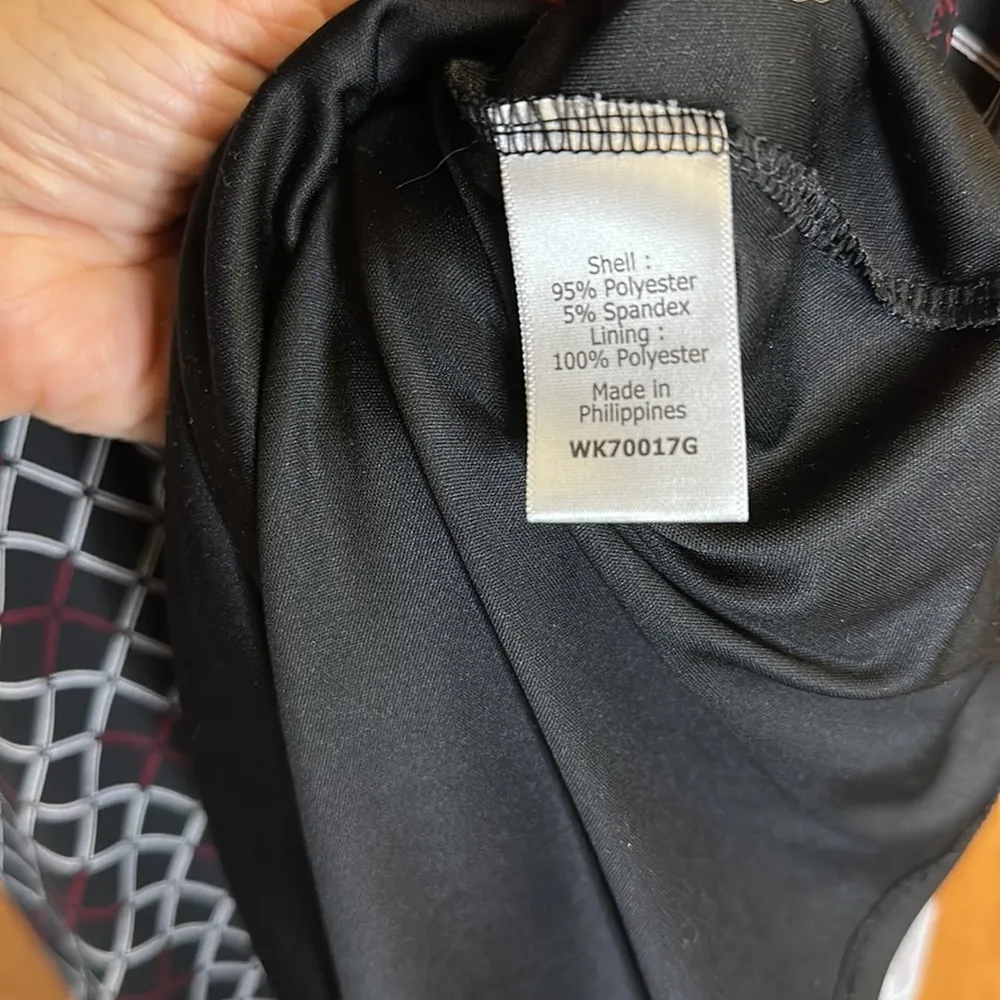 Shell :
95% Polyester
5% Spandex
Lining :
100% Polyester
Made in
Philippines
WK70017G